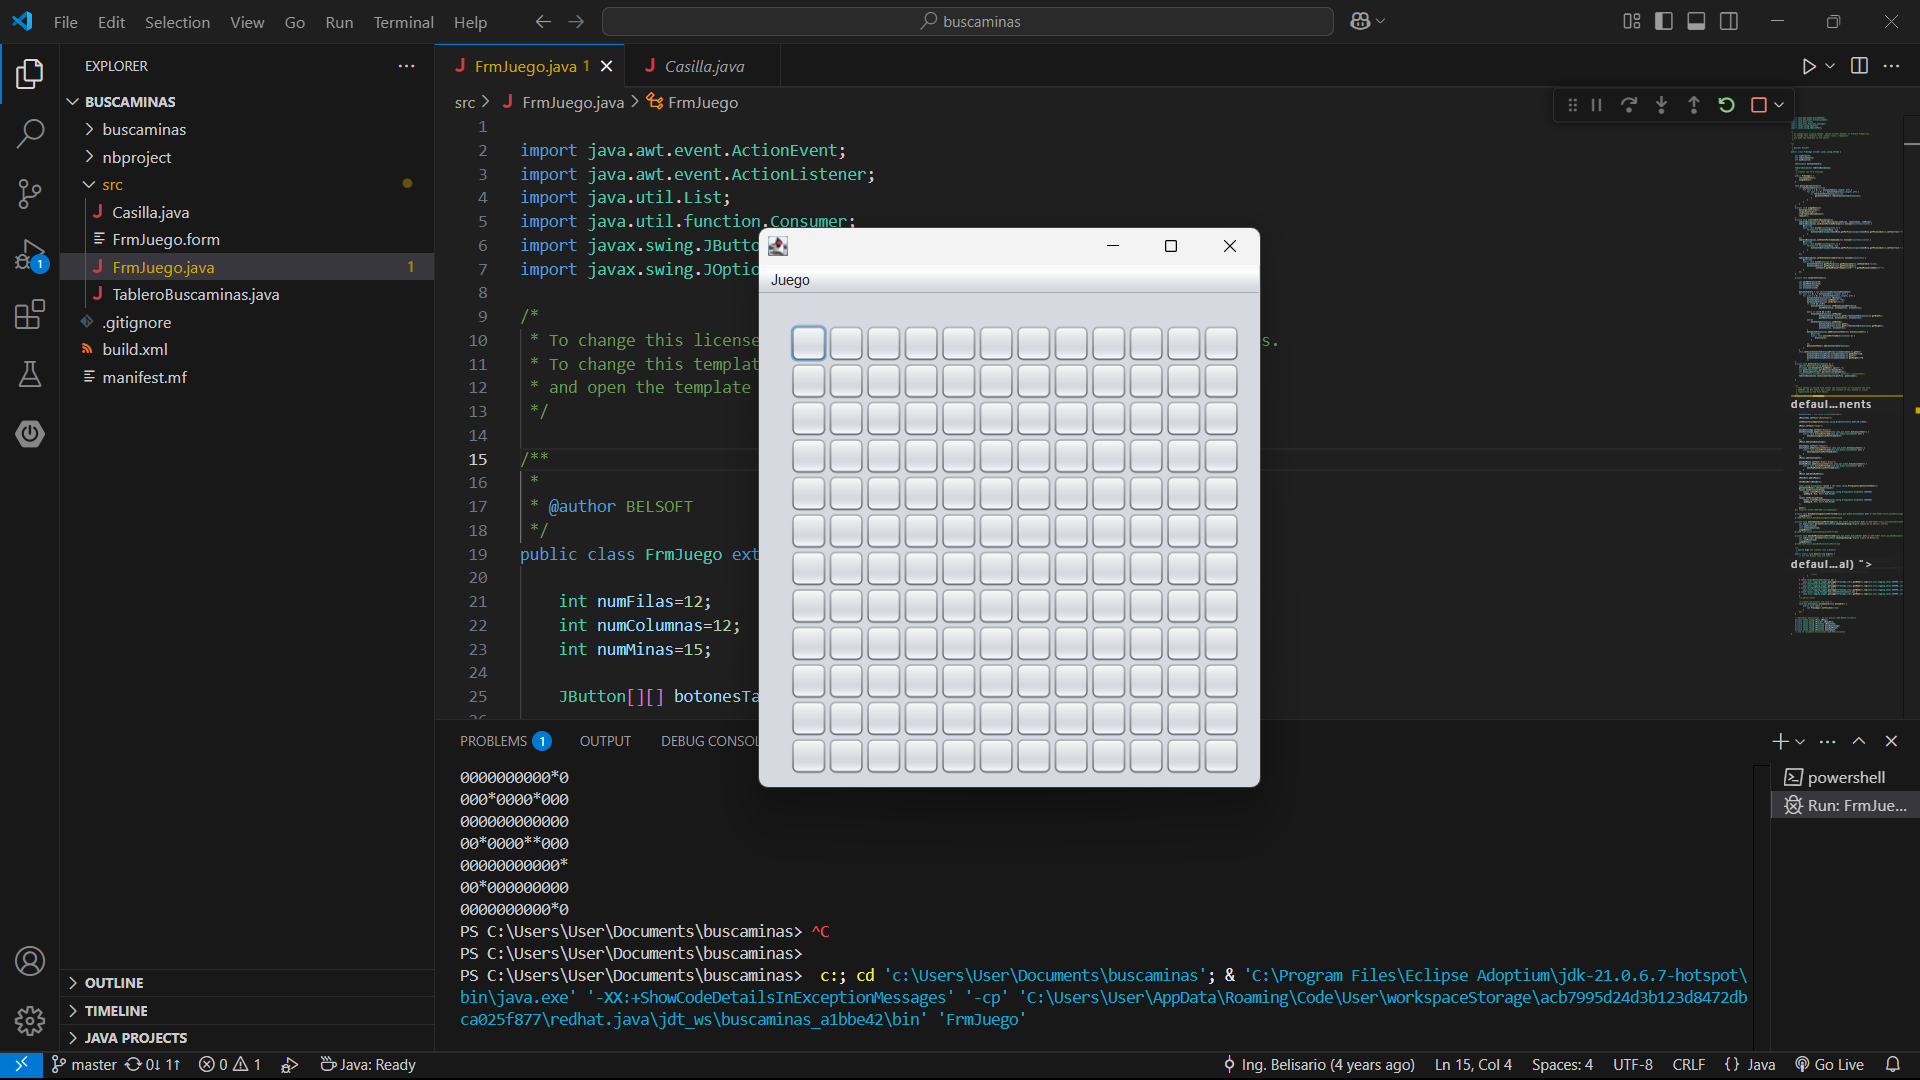 File Edit Selection View Go Run Terminal Help
buscaminas
EXPLORER
BUSCAMINAS
buscaminas
nbproject
src
Casilla.java
FrmJuego.form
FrmJuego.java 1
TableroBuscaminas.java
.gitignore
build.xml
manifest.mf
OUTLINE
TIMELINE
JAVA PROJECTS
1
FrmJuego.java 1
Casilla.java
src > FrmJuego.java > FrmJuego
1
2 import java.awt.event.ActionEvent;
3 import java.awt.event.ActionListener;
4 import java.util.List;
5 import java.util.function.Consumer;
6 import javax.swing.JButto
7 import javax.swing.JOptio
8
9 /*
10 * To change this license s.
11 * To change this templat
12 * and open the template
13 */
14
15 /**
16 *
17 * @author BELSOFT
18 */
19 public class FrmJuego ext
20
21 int numFilas=12;
22 int numColumnas=12;
23 int numMinas=15;
24
25 JButton[][] botonesTa
26
Juego
defaul...nents
defaul...al) ">
PROBLEMS 1 OUTPUT DEBUG CONSOL
0000000000*0
000*0000*000
000000000000
00*0000**000
00000000000*
00*000000000
0000000000*0
PS C:\Users\User\Documents\buscaminas> ^C
PS C:\Users\User\Documents\buscaminas>
PS C:\Users\User\Documents\buscaminas> c:; cd 'c:\Users\User\Documents\buscaminas'; & 'C:\Program Files\Eclipse Adoptium\jdk-21.0.6.7-hotspot\
bin\java.exe' '-XX:+ShowCodeDetailsInExceptionMessages' '-cp' 'C:\Users\User\AppData\Roaming\Code\User\workspaceStorage\acb7995d24d3b123d8472db
ca025f877\redhat.java\jdt_ws\buscaminas_a1bbe42\bin' 'FrmJuego'
powershell
Run: FrmJue...
master 0↓ 1↑ 0 1 Java: Ready Ing. Belisario (4 years ago) Ln 15, Col 4 Spaces: 4 UTF-8 CRLF {} Java Go Live